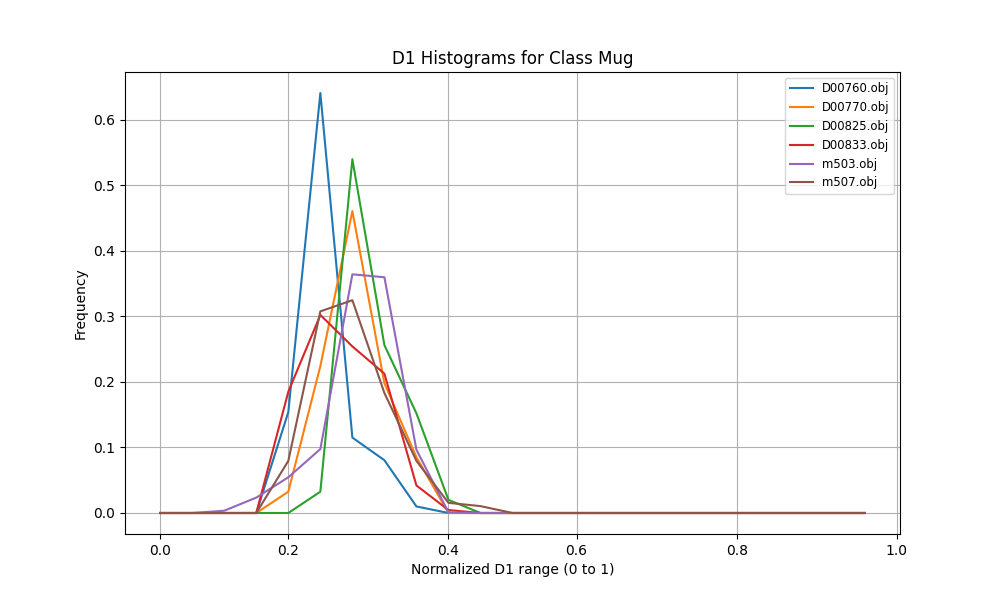 D1 Histograms for Class Mug
D00760.obj
D00770.obj
D00825.obj
D00833.obj
m503.obj
m507.obj
0.6
0.5
0.4
0.3
0.2
0.1
0.0
Frequency
0.0 0.2 0.4 0.6 0.8 1.0
Normalized D1 range (0 to 1)